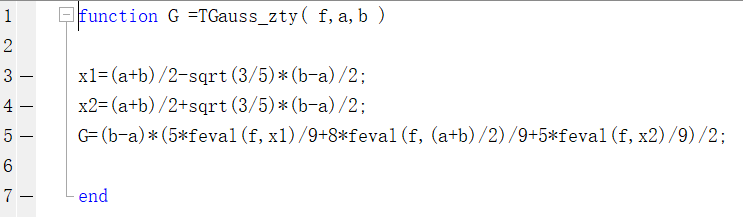 1 function G =TGauss_zty( f,a,b )
2
3 — x1=(a+b)/2-sqrt(3/5)*(b-a)/2;
4 — x2=(a+b)/2+sqrt(3/5)*(b-a)/2;
5 — G=(b-a)*(5*feval(f,x1)/9+8*feval(f,(a+b)/2)/9+5*feval(f,x2)/9)/2;
6
7 — end